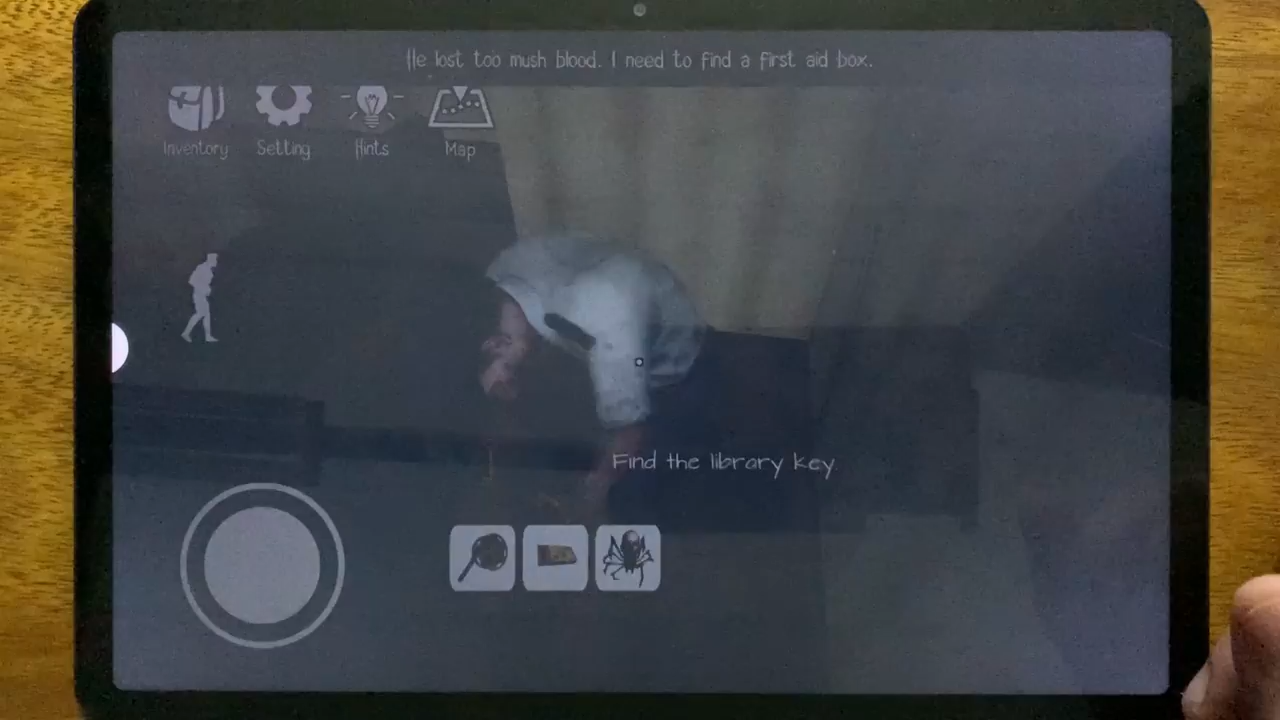 He lost too mush blood. I need to find a first aid box.
Inventory
Setting
Hints
Map
Find the library key